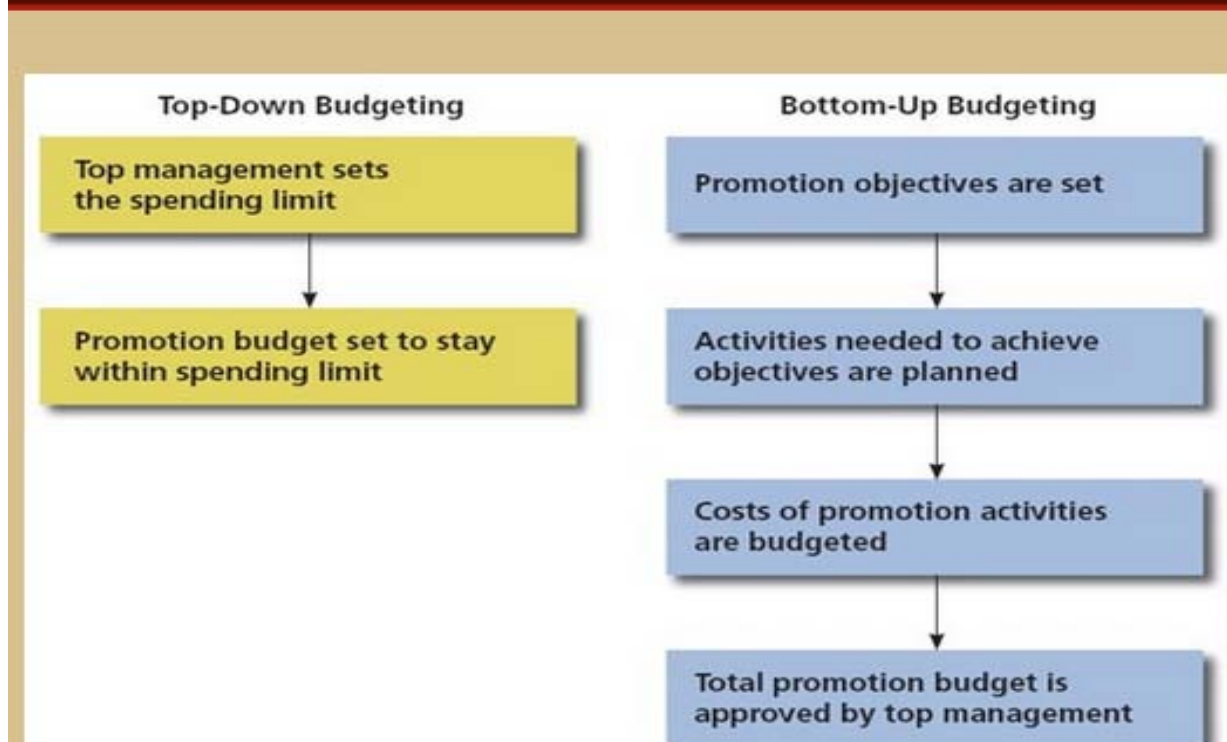 Top-Down Budgeting
Top management sets
the spending limit
Promotion budget set to stay
within spending limit
Bottom-Up Budgeting
Promotion objectives are set
Activities needed to achieve
objectives are planned
Costs of promotion activities
are budgeted
Total promotion budget is
approved by top management